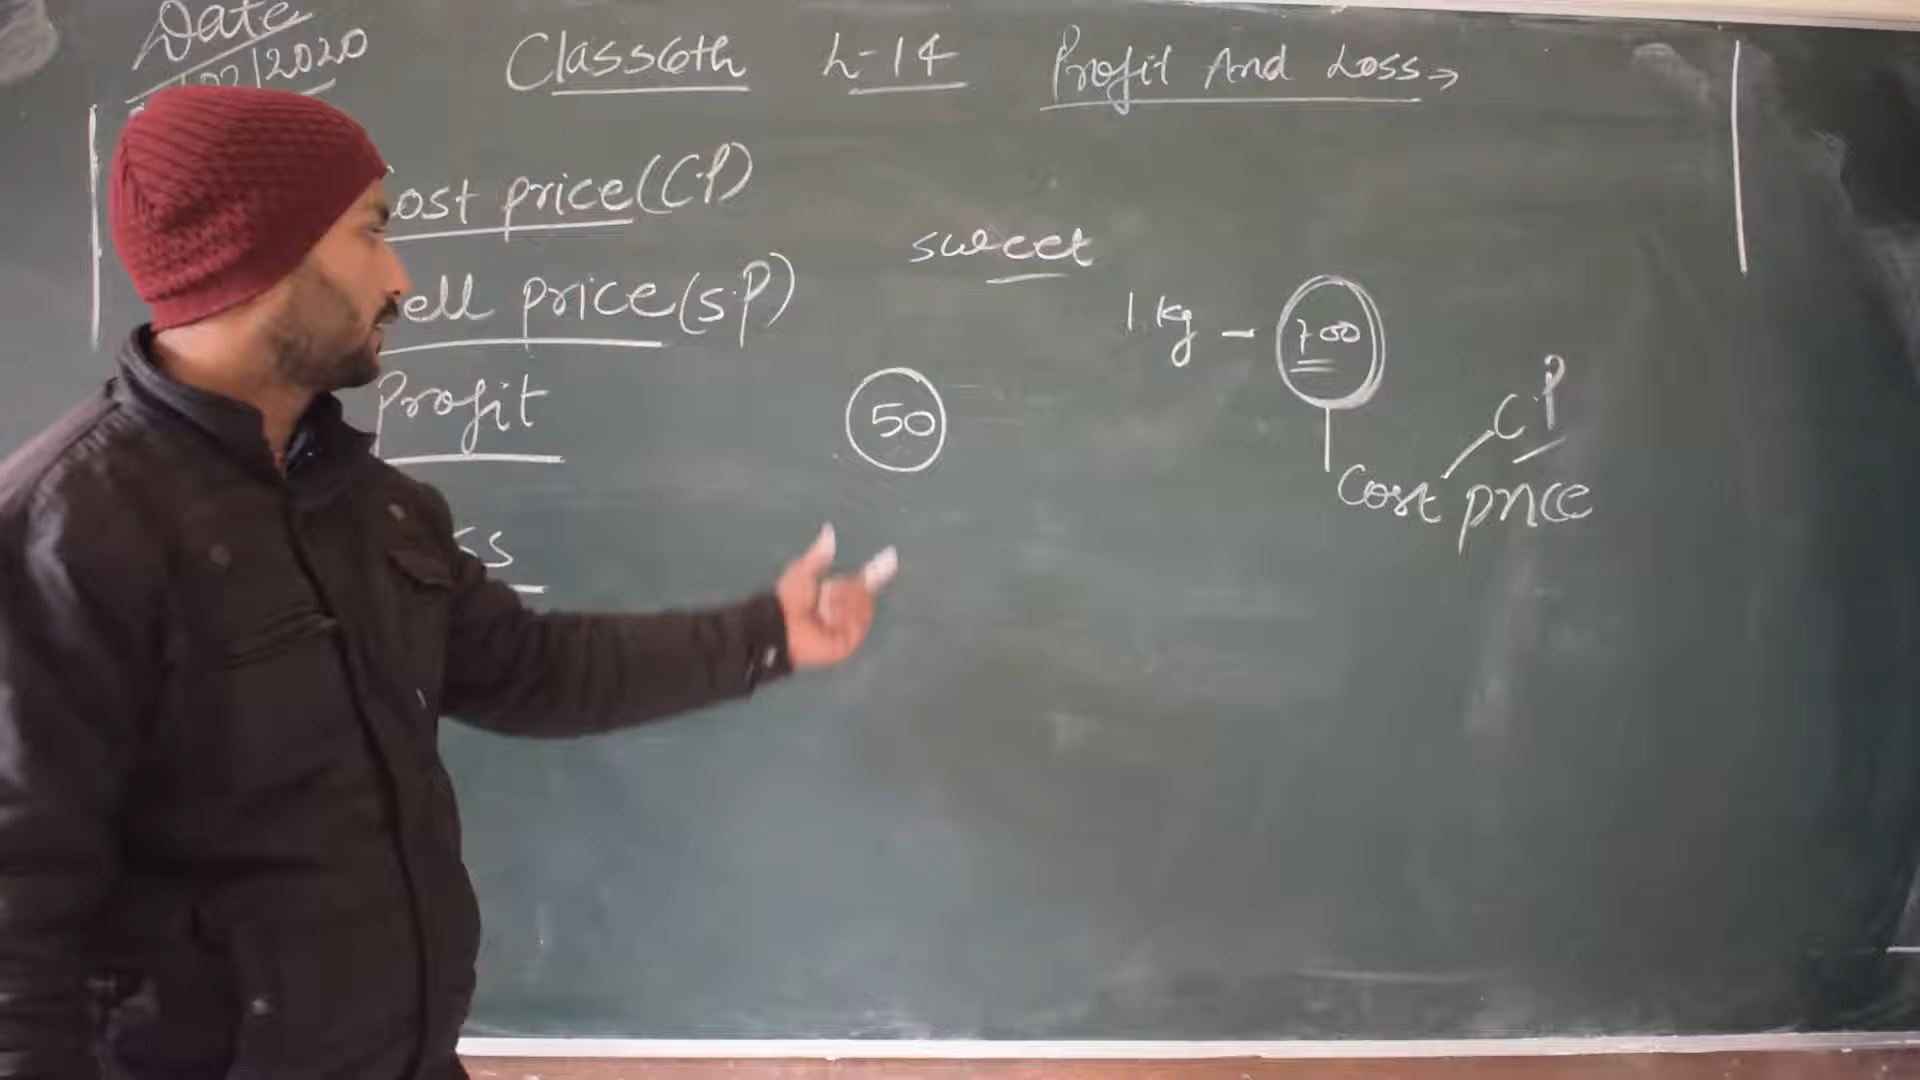 Date
/2020
Class6th L-14 Profit And Loss→
ost price(C.P)
ell price(S.P)
Profit
ss
sweet
1 kg - 700
50
C.P
Cost price